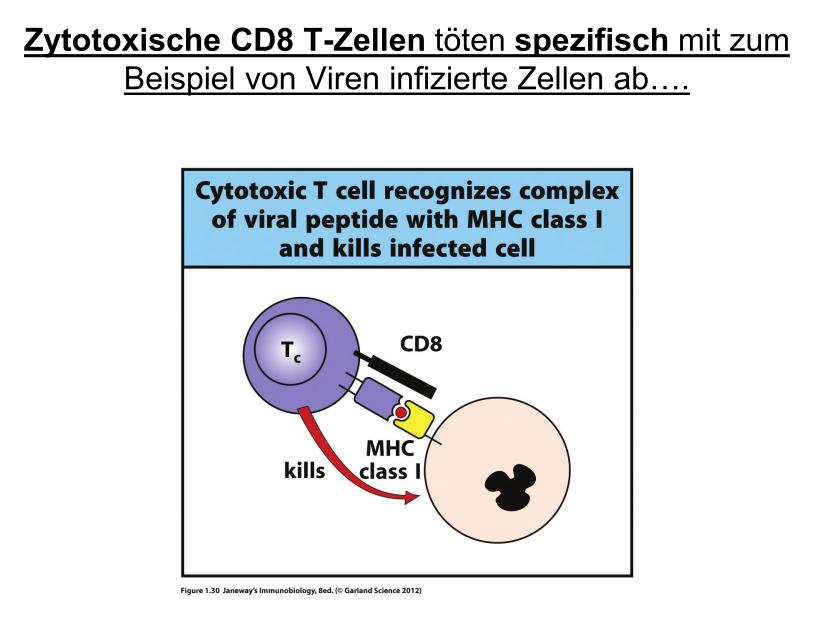 Zytotoxische CD8 T-Zellen töten spezifisch mit zum
Beispiel von Viren infizierte Zellen ab….
Cytotoxic T cell recognizes complex
of viral peptide with MHC class I
and kills infected cell
Tc
CD8
MHC
class I
kills
Figure 1.30 Janeway's Immunobiology, 8ed. (© Garland Science 2012)